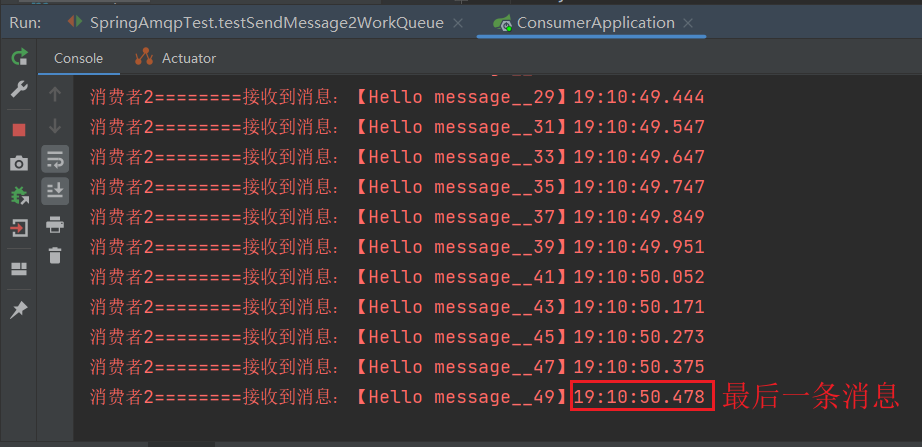 Run: SpringAmqpTest.testSendMessage2WorkQueue × ConsumerApplication ×
Console Actuator
消费者2========接收到消息：【Hello message__29】19:10:49.444
消费者2========接收到消息：【Hello message__31】19:10:49.547
消费者2========接收到消息：【Hello message__33】19:10:49.647
消费者2========接收到消息：【Hello message__35】19:10:49.747
消费者2========接收到消息：【Hello message__37】19:10:49.849
消费者2========接收到消息：【Hello message__39】19:10:49.951
消费者2========接收到消息：【Hello message__41】19:10:50.052
消费者2========接收到消息：【Hello message__43】19:10:50.171
消费者2========接收到消息：【Hello message__45】19:10:50.273
消费者2========接收到消息：【Hello message__47】19:10:50.375
消费者2========接收到消息：【Hello message__49】19:10:50.478 最后一条消息